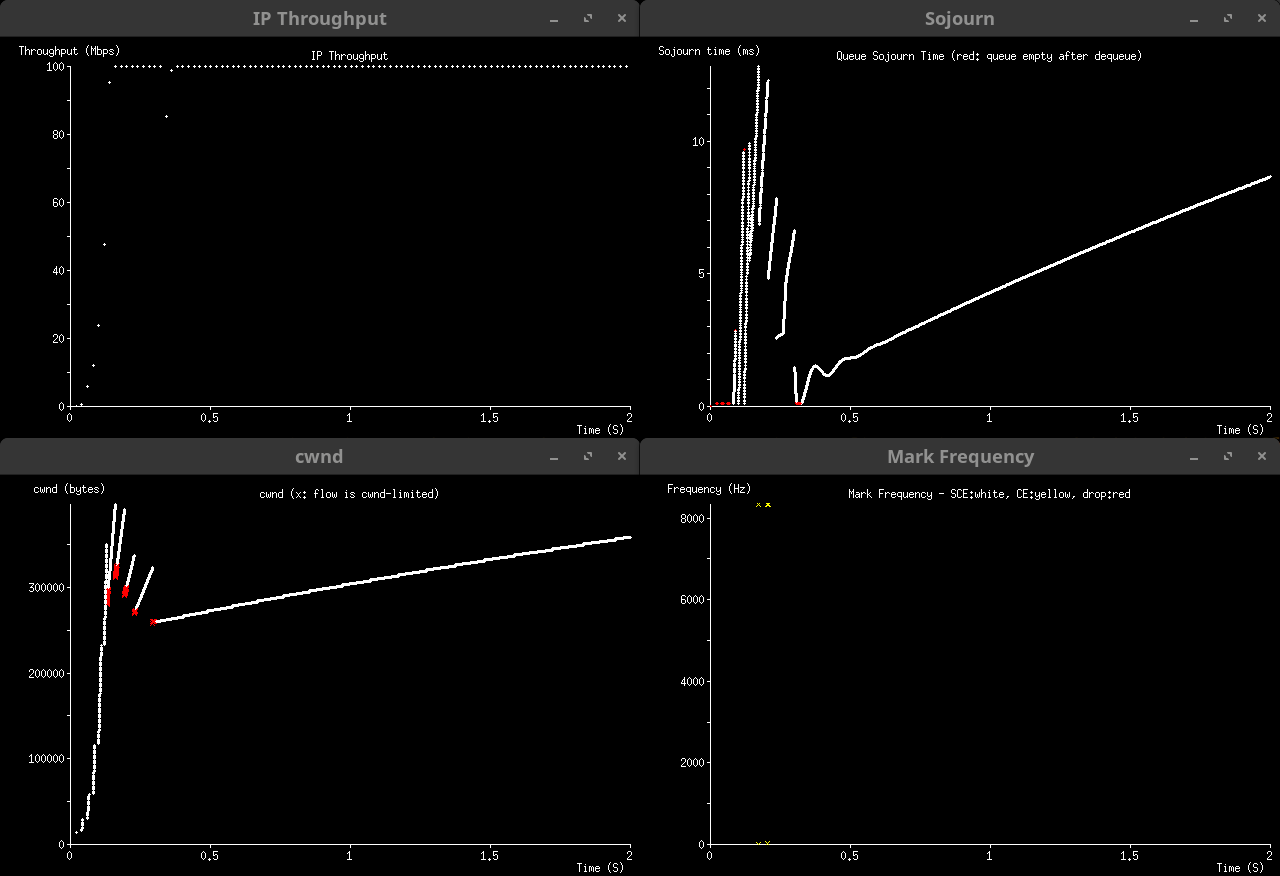 IP Throughput
Throughput (Mbps)
IP Throughput
100
80
60
40
20
0
0 0.5 1 1.5 2
Time (S)
Sojourn
Sojourn time (ms)
Queue Sojourn Time (red: queue empty after dequeue)
10
5
0
0 0.5 1 1.5 2
Time (S)
cwnd
cwnd (bytes)
cwnd (x: flow is cwnd-limited)
300000
200000
100000
0
0 0.5 1 1.5 2
Time (S)
Mark Frequency
Frequency (Hz)
Mark Frequency - SCE:white, CE:yellow, drop:red
8000
6000
4000
2000
0
0 0.5 1 1.5 2
Time (S)